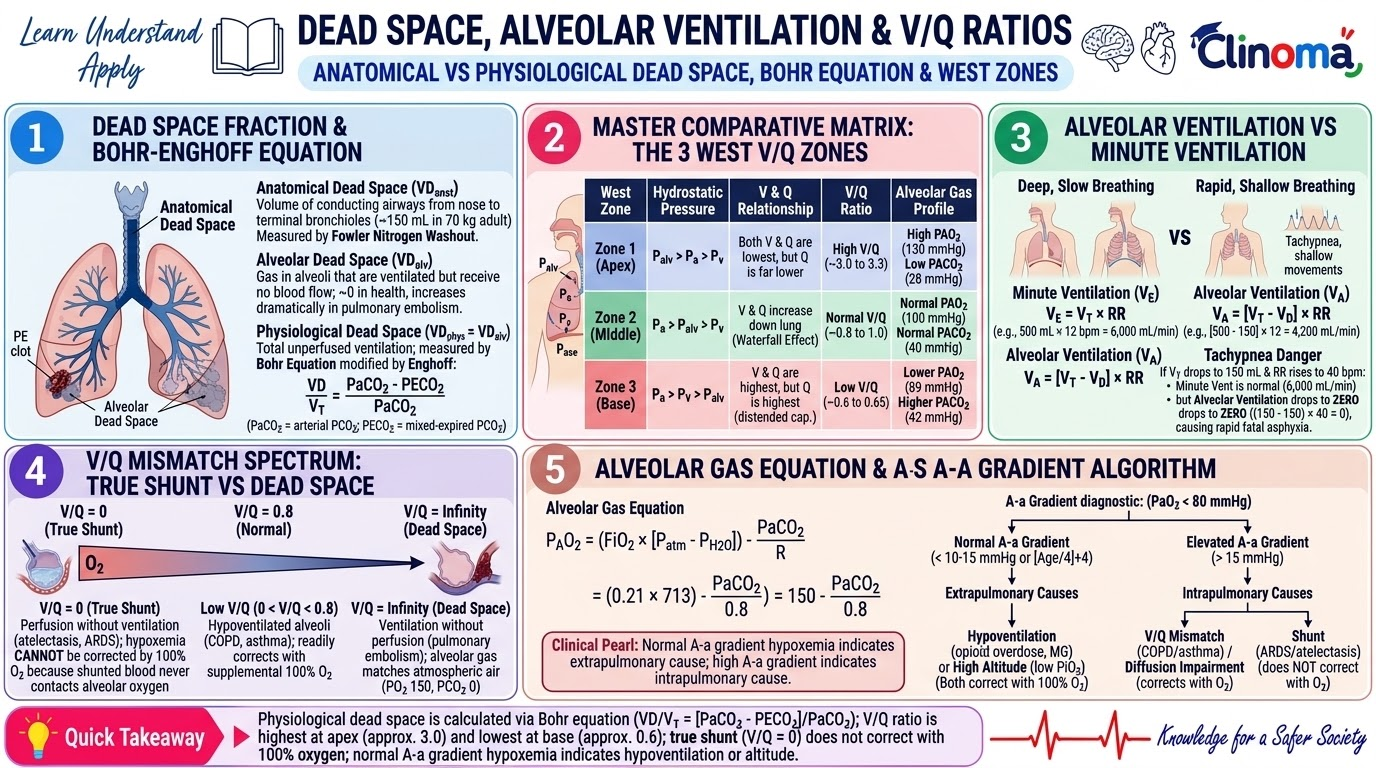 Learn Understand
Apply
DEAD SPACE, ALVEOLAR VENTILATION & V/Q RATIOS
ANATOMICAL VS PHYSIOLOGICAL DEAD SPACE, BOHR EQUATION & WEST ZONES
Clinoma
1
DEAD SPACE FRACTION &
BOHR-ENGHOFF EQUATION
Anatomical
Dead Space
PE
clot
Alveolar
Dead Space
Anatomical Dead Space (VDanst)
Volume of conducting airways from nose to
terminal bronchioles (~150 mL in 70 kg adult)
Measured by Fowler Nitrogen Washout.
Alveolar Dead Space (VDalv)
Gas in alveoli that are ventilated but receive
no blood flow; ~0 in health, increases
dramatically in pulmonary embolism.
Physiological Dead Space (VDphys = VDalv)
Total unperfused ventilation; measured by
Bohr Equation modified by Enghoff:
VD/VT = PaCO2 - PECO2 / PaCO2
(PaCO2 = arterial PCO2; PECO2 = mixed-expired PCO2)
2
MASTER COMPARATIVE MATRIX:
THE 3 WEST V/Q ZONES
Palv
Pase
West Zone | Hydrostatic Pressure | V & Q Relationship | V/Q Ratio | Alveolar Gas Profile
Zone 1 (Apex) | Palv > Pa > Pv | Both V & Q are lowest, but Q is far lower | High V/Q (~3.0 to 3.3) | High PAO2 (130 mmHg) Low PACO2 (28 mmHg)
Zone 2 (MIddle) | Pa > Palv > Pv | V & Q increase down lung (Waterfall Effect) | Normal V/Q (~0.8 to 1.0) | Normal PAO2 (100 mmHg) Normal PACO2 (40 mmHg)
Zone 3 (Base) | Pa > Pv > Palv | V & Q are highest, but Q is highest (distended cap.) | Low V/Q (~0.6 to 0.65) | Lower PAO2 (89 mmHg) Higher PACO2 (42 mmHg)
3
ALVEOLAR VENTILATION VS
MINUTE VENTILATION
Deep, Slow Breathing
VS
Rapid, Shallow Breathing
Tachypnea,
shallow
movements
Minute Ventilation (VE)
VE = VT × RR
(e.g., 500 mL × 12 bpm = 6,000 mL/min)
Alveolar Ventilation (VA)
VA = [VT - VD] × RR
(e.g., [500 - 150] × 12 = 4,200 mL/min)
Alveolar Ventilation (VA)
VA = [VT - VD] × RR
Tachypnea Danger
If VT drops to 150 mL & RR rises to 40 bpm:
• Minute Vent is normal (6,000 mL/min)
• but Alveclar Ventilation drops to ZERO
drops to ZERO ((150 - 150) × 40 = 0),
causing rapid fatal asphyxia.
4
V/Q MISMATCH SPECTRUM:
TRUE SHUNT VS DEAD SPACE
V/Q = 0
(True Shunt)
V/Q = 0.8
(Normal)
V/Q = Infinity
(Dead Space)
O2
V/Q = 0 (True Shunt)
Perfusion without ventilation
(atelectasis, ARDS); hypoxemia
CANNOT be corrected by 100%
O2 because shunted blood never
contacts alveolar oxygen
Low V/Q (0 < V/Q < 0.8)
Hypoventilated alveoli
(COPD, asthma); readily
corrects with
supplemental 100% O2
V/Q = Infinity (Dead Space)
Ventilation without
perfusion (pulmonary
embolism); alveolar gas
matches atmospheric air
(PO2 150, PCO2 0)
5
ALVEOLAR GAS EQUATION & A-S A-A GRADIENT ALGORITHM
Alveolar Gas Equation
PAO2 = (FiO2 × [Patm - PH2O]) - PaCO2/R
= (0.21 × 713) - PaCO2/0.8) = 150 - PaCO2/0.8
Clinical Pearl: Normal A-a gradient hypoxemia indicates
extrapulmonary cause; high A-a gradient indicates
intrapulmonary cause.
A-a Gradient diagnostic: (PaO2 < 80 mmHg)
Normal A-a Gradient
(< 10-15 mmHg or [Age/4]+4)
Extrapulmonary Causes
Hypoventilation
(opioid overdose, MG)
or High Altitude (low PiO2)
(Both correct with 100% O2)
Elevated A-a Gradient
(> 15 mmHg)
Intrapulmonary Causes
V/Q Mismatch
(COPD/asthma) /
Diffusion Impairment
(corrects with O2)
Shunt
(ARDS/atelectasis)
(does NOT correct
with O2)
Quick Takeaway
Physiological dead space is calculated via Bohr equation (VD/VT = [PaCO2 - PECO2]/PaCO2); V/Q ratio is
highest at apex (approx. 3.0) and lowest at base (approx. 0.6); true shunt (V/Q = 0) does not correct with
100% oxygen; normal A-a gradient hypoxemia indicates hypoventilation or altitude.
Knowledge for a Safer Society